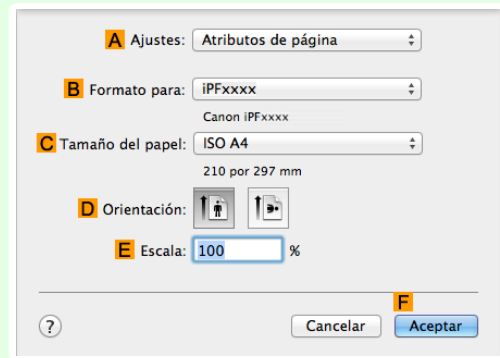 A Ajustes: Atributos de página
B Formato para: iPFxxxx
Canon iPFxxxx
C Tamaño del papel: ISO A4
210 por 297 mm
D Orientación:
E Escala: 100 %
F
? Cancelar Aceptar